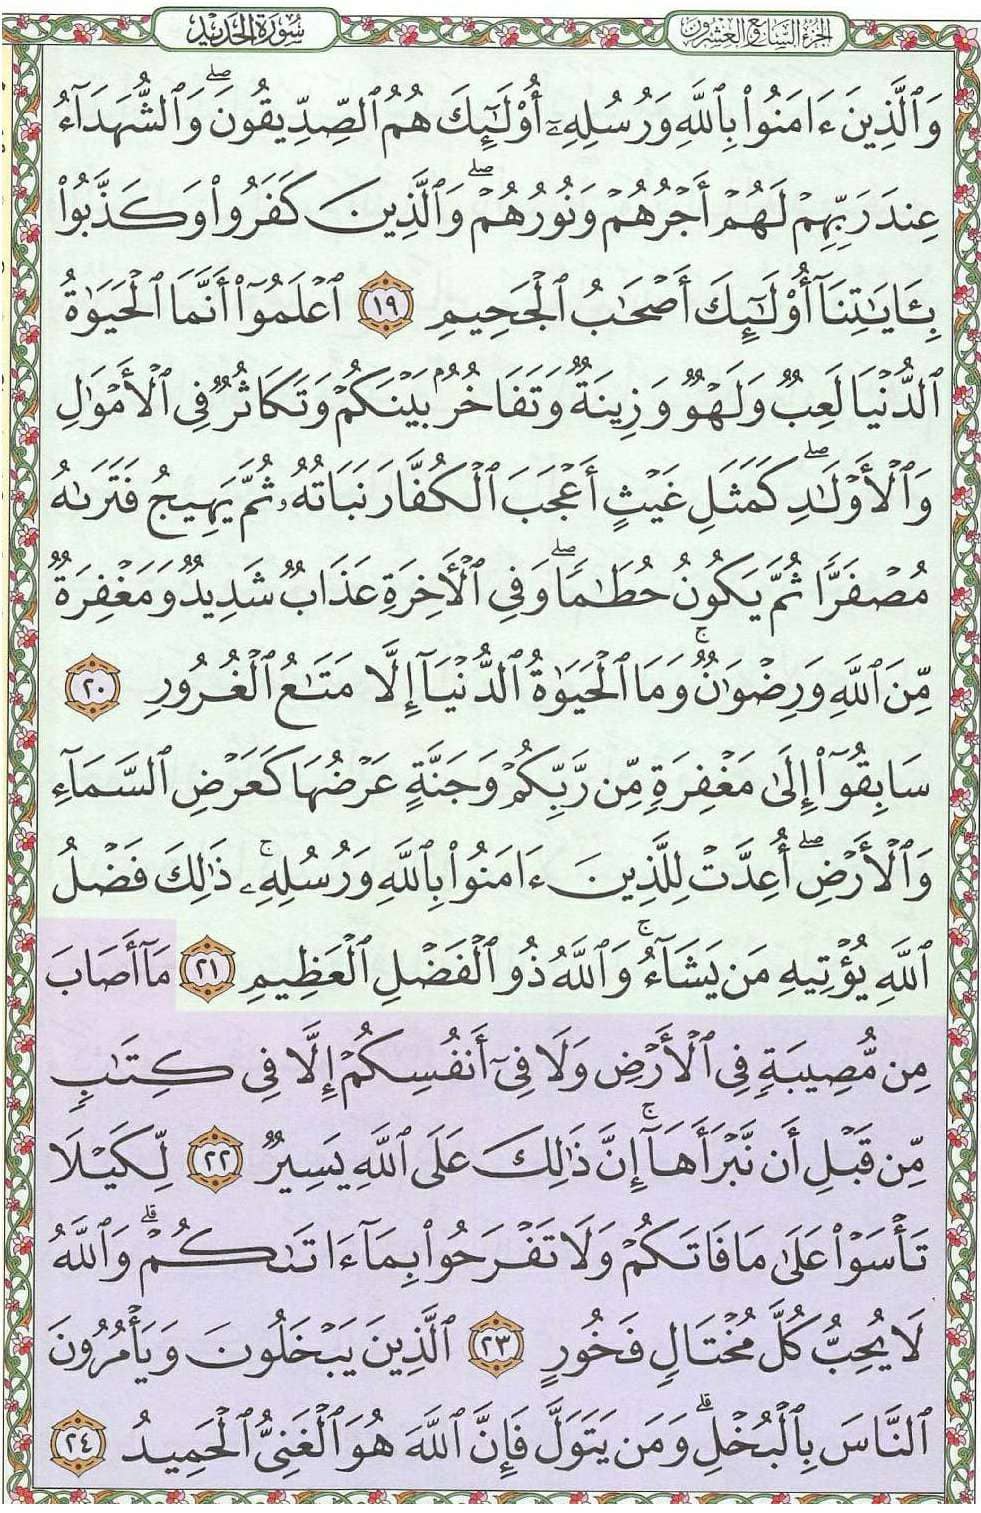 الجزء السابع والعشرون
سورة الحديد
وَٱلَّذِينَ ءَامَنُوا۟ بِٱللَّهِ وَرُسُلِهِۦٓ أُو۟لَـٰٓئِكَ هُمُ ٱلصِّدِّيقُونَ ۖ وَٱلشُّهَدَآءُ
عِندَ رَبِّهِمْ لَهُمْ أَجْرُهُمْ وَنُورُهُمْ ۖ وَٱلَّذِينَ كَفَرُوا۟ وَكَذَّبُوا۟
بِـَٔايَـٰتِنَآ أُو۟لَـٰٓئِكَ أَصْحَـٰبُ ٱلْجَحِيمِ ١٩ ٱعْلَمُوٓا۟ أَنَّمَا ٱلْحَيَوٰةُ
ٱلدُّنْيَا لَعِبٌ وَلَهْوٌ وَزِينَةٌ وَتَفَاخُرٌۢ بَيْنَكُمْ وَتَكَاثُرٌ فِى ٱلْأَمْوَٰلِ
وَٱلْأَوْلَـٰدِ ۖ كَمَثَلِ غَيْثٍ أَعْجَبَ ٱلْكُفَّارَ نَبَاتُهُۥ ثُمَّ يَهِيجُ فَتَرَىٰهُ
مُصْفَرًّا ثُمَّ يَكُونُ حُطَـٰمًا ۖ وَفِى ٱلْأَخِرَةِ عَذَابٌ شَدِيدٌ وَمَغْفِرَةٌ
مِّنَ ٱللَّهِ وَرِضْوَٰنٌ ۚ وَمَا ٱلْحَيَوٰةُ ٱلدُّنْيَآ إِلَّا مَتَـٰعُ ٱلْغُرُورِ ٢٠
سَابِقُوٓا۟ إِلَىٰ مَغْفِرَةٍ مِّن رَّبِّكُمْ وَجَنَّةٍ عَرْضُهَا كَعَرْضِ ٱلسَّمَآءِ
وَٱلْأَرْضِ ۖ أُعِدَّتْ لِلَّذِينَ ءَامَنُوا۟ بِٱللَّهِ وَرُسُلِهِۦ ۚ ذَٰلِكَ فَضْلُ
ٱللَّهِ يُؤْتِيهِ مَن يَشَآءُ ۚ وَٱللَّهُ ذُو ٱلْفَضْلِ ٱلْعَظِيمِ ٢١ مَآ أَصَابَ
مِن مُّصِيبَةٍ فِى ٱلْأَرْضِ وَلَا فِىٓ أَنفُسِكُمْ إِلَّا فِى كِتَـٰبٍ
مِّن قَبْلِ أَن نَّبْرَأَهَآ ۚ إِنَّ ذَٰلِكَ عَلَى ٱللَّهِ يَسِيرٌ ٢٢ لِّكَيْلَا
تَأْسَوْا۟ عَلَىٰ مَا فَاتَكُمْ وَلَا تَفْرَحُوا۟ بِمَآ ءَاتَىٰكُمْ ۗ وَٱللَّهُ
لَا يُحِبُّ كُلَّ مُخْتَالٍ فَخُورٍ ٢٣ ٱلَّذِينَ يَبْخَلُونَ وَيَأْمُرُونَ
ٱلنَّاسَ بِٱلْبُخْلِ ۗ وَمَن يَتَوَلَّ فَإِنَّ ٱللَّهَ هُوَ ٱلْغَنِىُّ ٱلْحَمِيدُ ٢٤